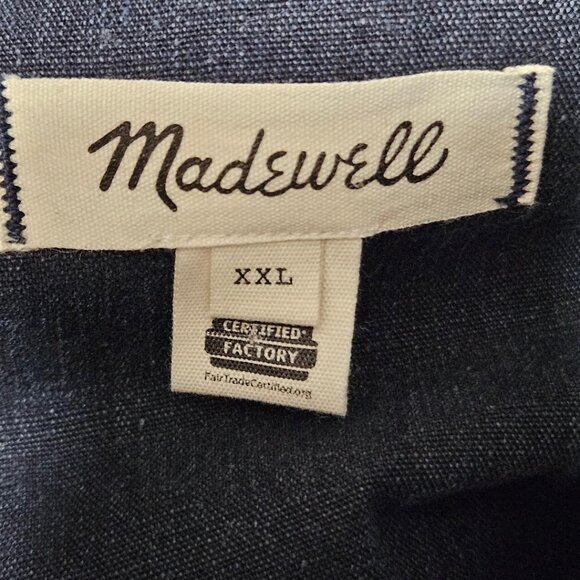 Madewell
XXL
CERTIFIED
FACTORY
FairTradeCertified.org